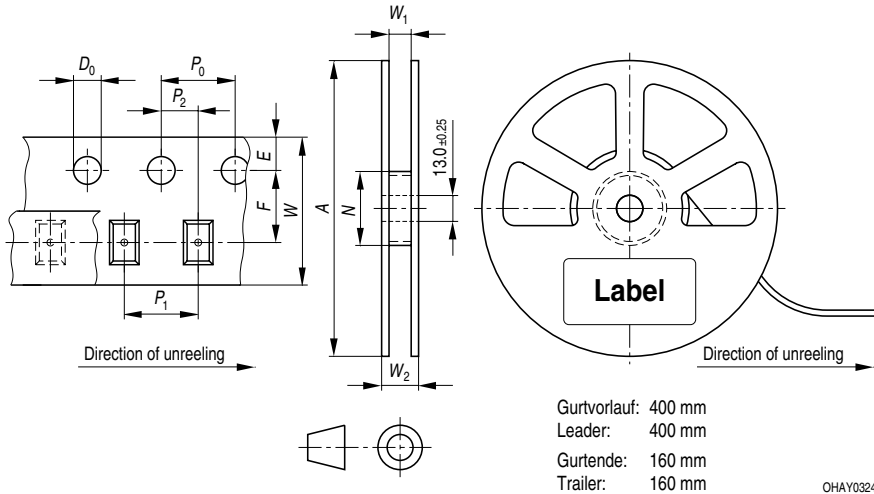 W1
D0
P0
P2
E
F
W
A
N
13.0 ±0.25
P1
Label
Direction of unreeling
W2
Direction of unreeling
Gurtvorlauf: 400 mm
Leader: 400 mm
Gurtende: 160 mm
Trailer: 160 mm
OHAY0324